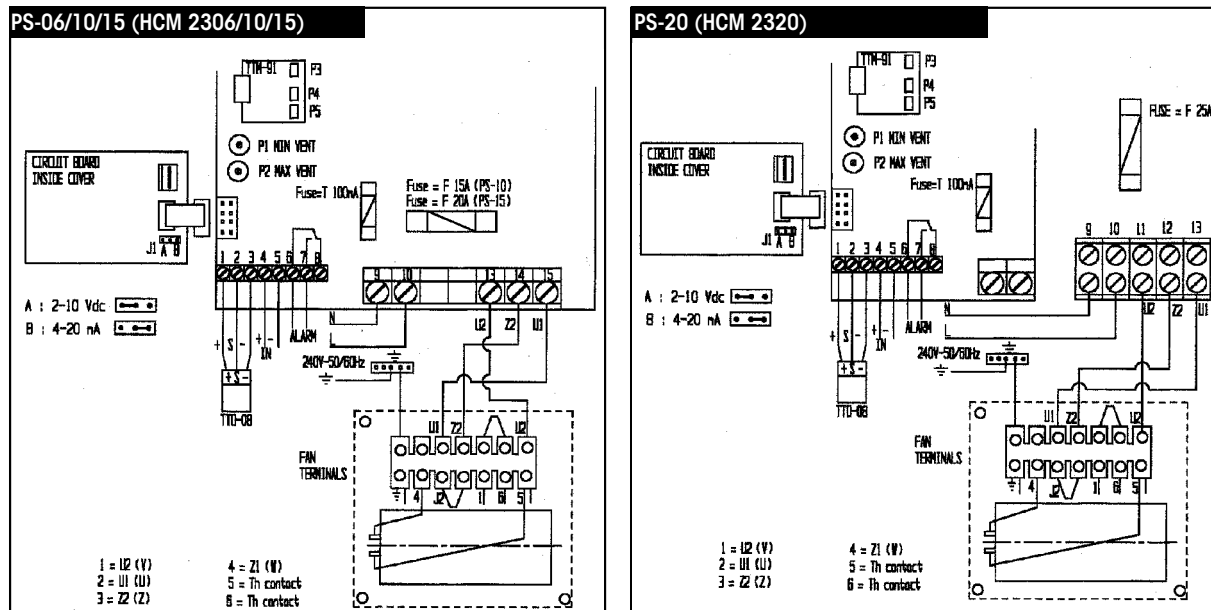 PS-06/10/15 (HCM 2306/10/15)
TTM-91
P3
P4
P5
P1 MIN VENT
P2 MAX VENT
CIRCUIT BOARD
INSIDE COVER
J1
A B
Fuse=T 100mA
Fuse = F 15A (PS-10)
Fuse = F 20A (PS-15)
1 2 3 4 5 6 7 8
9 10 13 14 15
A : 2-10 Vdc
B : 4-20 mA
N
L
U2 Z2 U1
+ S - + -
IN
ALARM
240V-50/60Hz
+ S -
TTO-08
U1 Z2 U2
FAN
TERMINALS
4 J2 1 6 5
1 = U2 (V)
2 = U1 (U)
3 = Z2 (Z)
4 = Z1 (W)
5 = Th contact
6 = Th contact
PS-20 (HCM 2320)
TTM-91
P3
P4
P5
FUSE = F 25A
P1 MIN VENT
P2 MAX VENT
CIRCUIT BOARD
INSIDE COVER
J1
A B
Fuse=T 100mA
1 2 3 4 5 6 7 8
9 10 11 12 13
A : 2-10 Vdc
B : 4-20 mA
N
L
U2 Z2 U1
+ S - + -
IN
ALARM
240V-50/60Hz
+ S -
TTO-08
U1 Z2 U2
FAN
TERMINALS
4 J2 1 6 5
1 = U2 (V)
2 = U1 (U)
3 = Z2 (Z)
4 = Z1 (W)
5 = Th contact
6 = Th contact